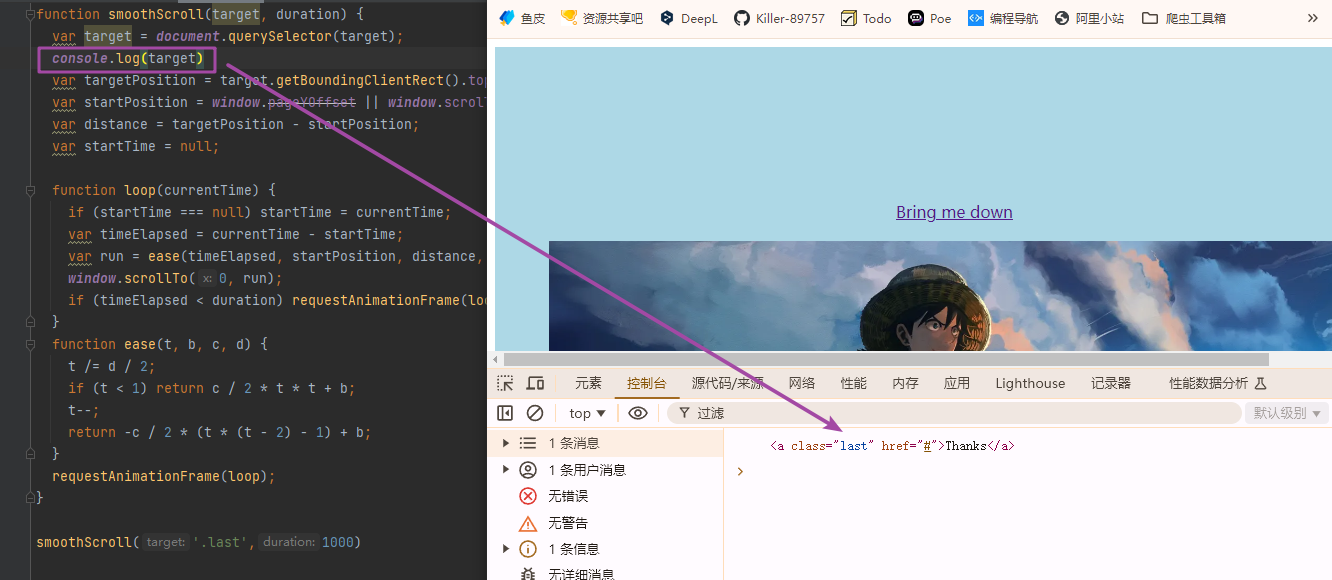 function smoothScroll(target, duration) {
var target = document.querySelector(target);
console.log(target)
var targetPosition = target.getBoundingClientRect().top
var startPosition = window.pageYOffset || window.scroll
var distance = targetPosition - startPosition;
var startTime = null;
function loop(currentTime) {
if (startTime === null) startTime = currentTime;
var timeElapsed = currentTime - startTime;
var run = ease(timeElapsed, startPosition, distance,
window.scrollTo( x: 0, run);
if (timeElapsed < duration) requestAnimationFrame(loo
}
function ease(t, b, c, d) {
t /= d / 2;
if (t < 1) return c / 2 * t * t + b;
t--;
return -c / 2 * (t * (t - 2) - 1) + b;
}
requestAnimationFrame(loop);
}
smoothScroll( target: '.last', duration: 1000)
鱼皮 资源共享吧 DeepL Killer-89757 Todo Poe 编程导航 阿里小站 爬虫工具箱 »
Bring me down
元素 控制台 源代码/来源 网络 性能 内存 应用 Lighthouse 记录器 性能数据分析
top ▼ 过滤 默认级别 ▼
1 条消息
1 条用户消息
无错误
无警告
1 条信息
无详细消息
<a class="last" href="#">Thanks</a>